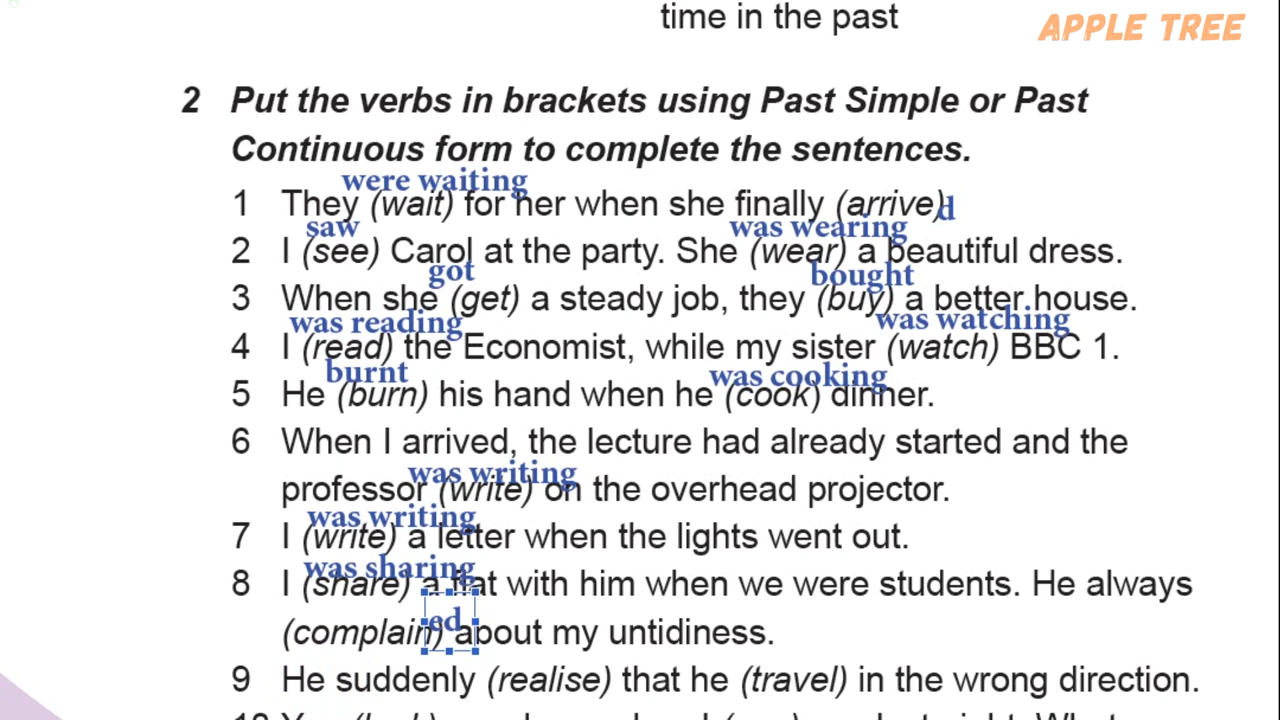 time in the past
APPLE TREE
2 Put the verbs in brackets using Past Simple or Past
Continuous form to complete the sentences.
were waiting
1 They (wait) for her when she finally (arrive)d
saw was wearing
2 I (see) Carol at the party. She (wear) a beautiful dress.
got bought
3 When she (get) a steady job, they (buy) a better house.
was reading was watching
4 I (read) the Economist, while my sister (watch) BBC 1.
burnt was cooking
5 He (burn) his hand when he (cook) dinner.
6 When I arrived, the lecture had already started and the
was writing
professor (write) on the overhead projector.
was writing
7 I (write) a letter when the lights went out.
was sharing
8 I (share) a flat with him when we were students. He always
ed
(complain) about my untidiness.
9 He suddenly (realise) that he (travel) in the wrong direction.